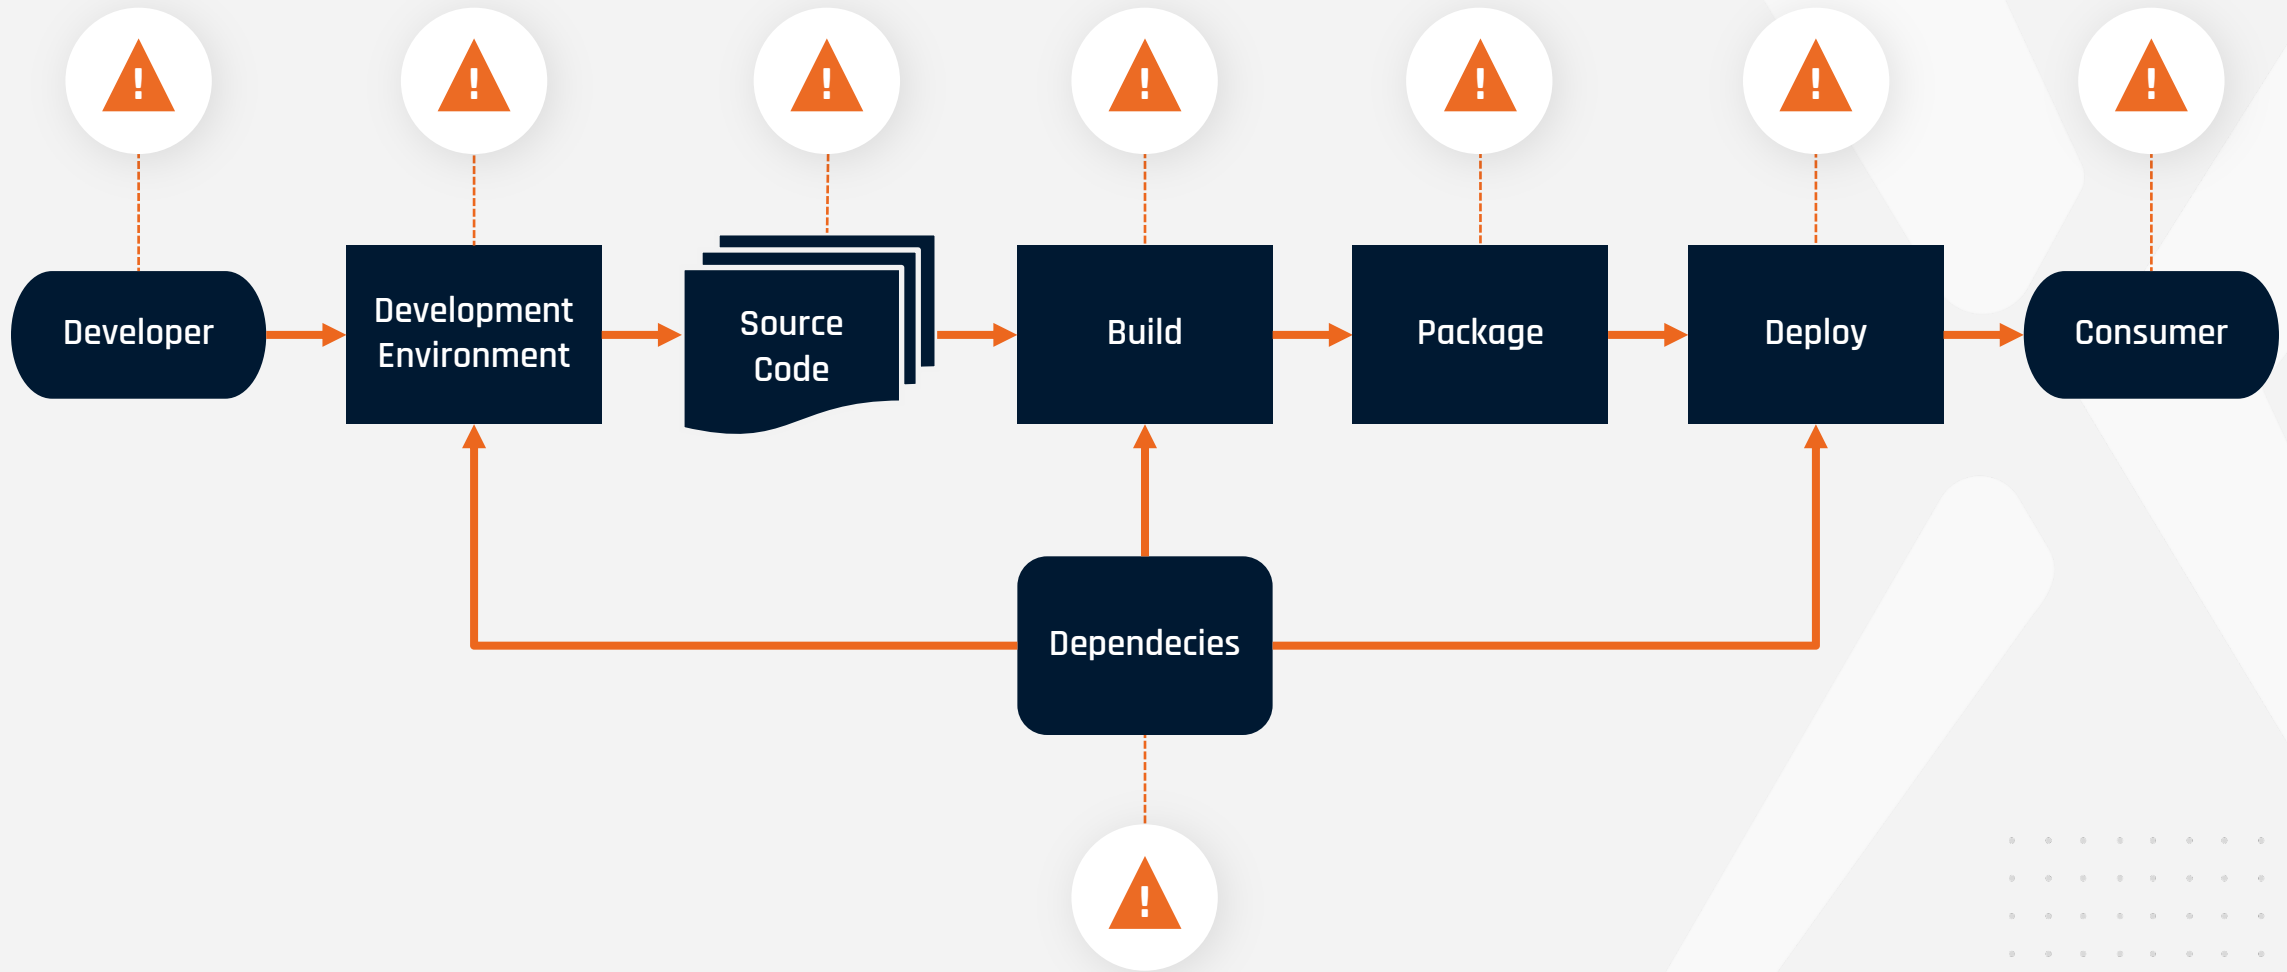 !
!
!
!
!
!
!
Developer
Development
Environment
Source
Code
Build
Package
Deploy
Consumer
Dependecies
!